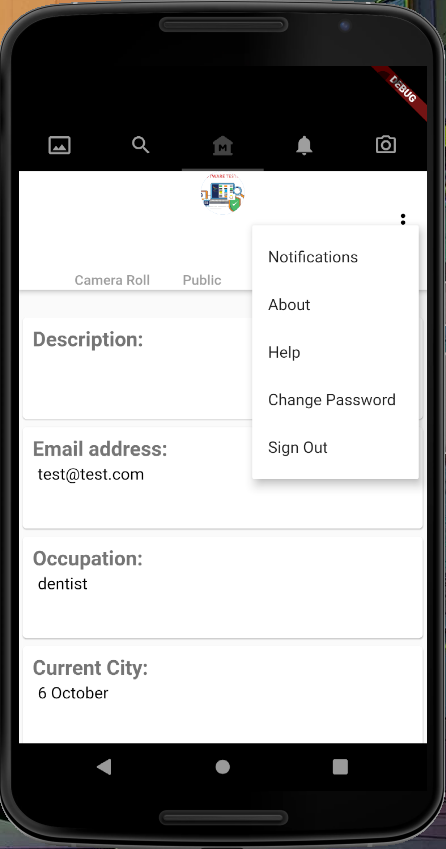 DEBUG
M
Notifications
About
Help
Change Password
Sign Out
Camera Roll
Public
Description:
Email address:
test@test.com
Occupation:
dentist
Current City:
6 October